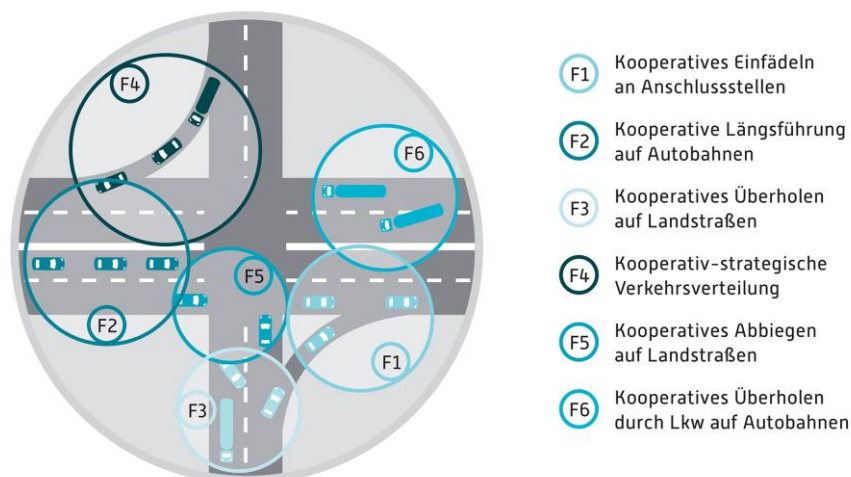 F4
F6
F5
F2
F1
F3
F1 Kooperatives Einfädeln
an Anschlussstellen
F2 Kooperative Längsführung
auf Autobahnen
F3 Kooperatives Überholen
auf Landstraßen
F4 Kooperativ-strategische
Verkehrsverteilung
F5 Kooperatives Abbiegen
auf Landstraßen
F6 Kooperatives Überholen
durch Lkw auf Autobahnen